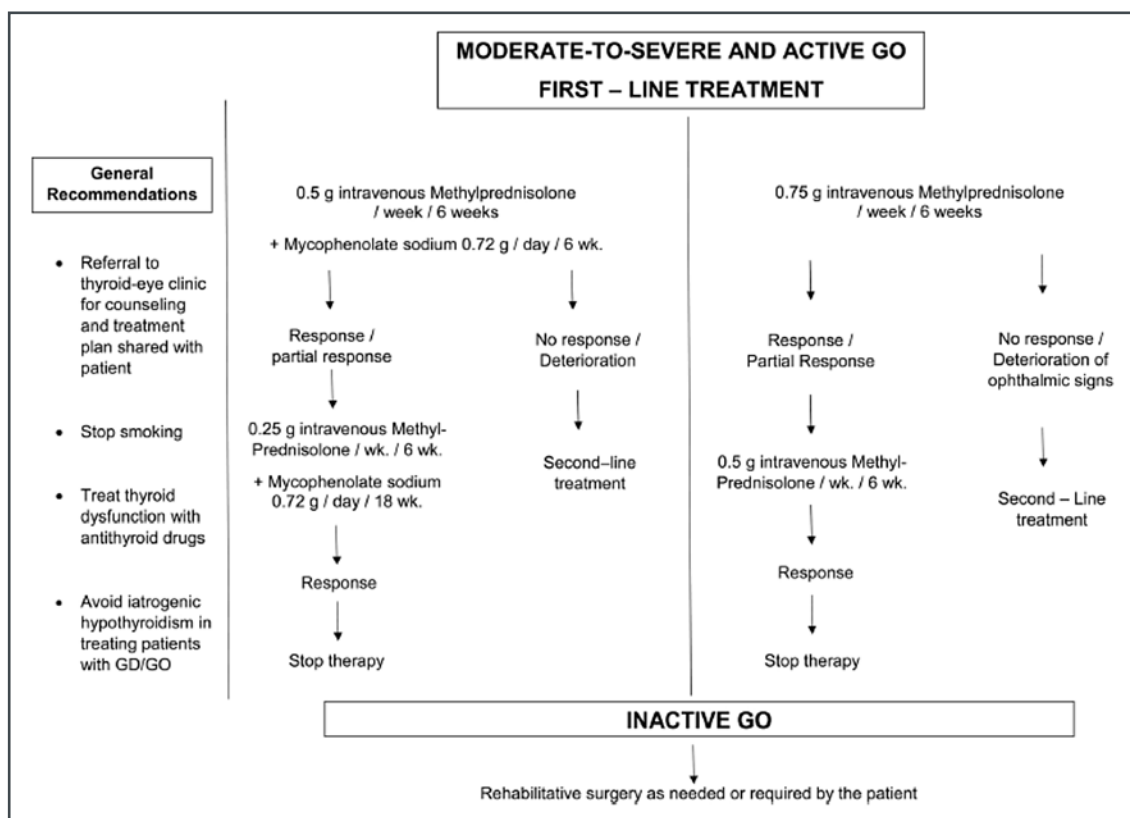 MODERATE-TO-SEVERE AND ACTIVE GO
FIRST – LINE TREATMENT
General
Recommendations
• Referral to
thyroid-eye clinic
for counseling
and treatment
plan shared with
patient
• Stop smoking
• Treat thyroid
dysfunction with
antithyroid drugs
• Avoid iatrogenic
hypothyroidism in
treating patients
with GD/GO
0.5 g intravenous Methylprednisolone
/ week / 6 weeks
+ Mycophenolate sodium 0.72 g / day / 6 wk.
Response /
partial response
0.25 g intravenous Methyl-
Prednisolone / wk. / 6 wk.
+ Mycophenolate sodium
0.72 g / day / 18 wk.
Response
Stop therapy
No response /
Deterioration
Second–line
treatment
0.75 g intravenous Methylprednisolone
/ week / 6 weeks
Response /
Partial Response
0.5 g intravenous Methyl-
Prednisolone / wk. / 6 wk.
Response
Stop therapy
No response /
Deterioration of
ophthalmic signs
Second – Line
treatment
INACTIVE GO
Rehabilitative surgery as needed or required by the patient